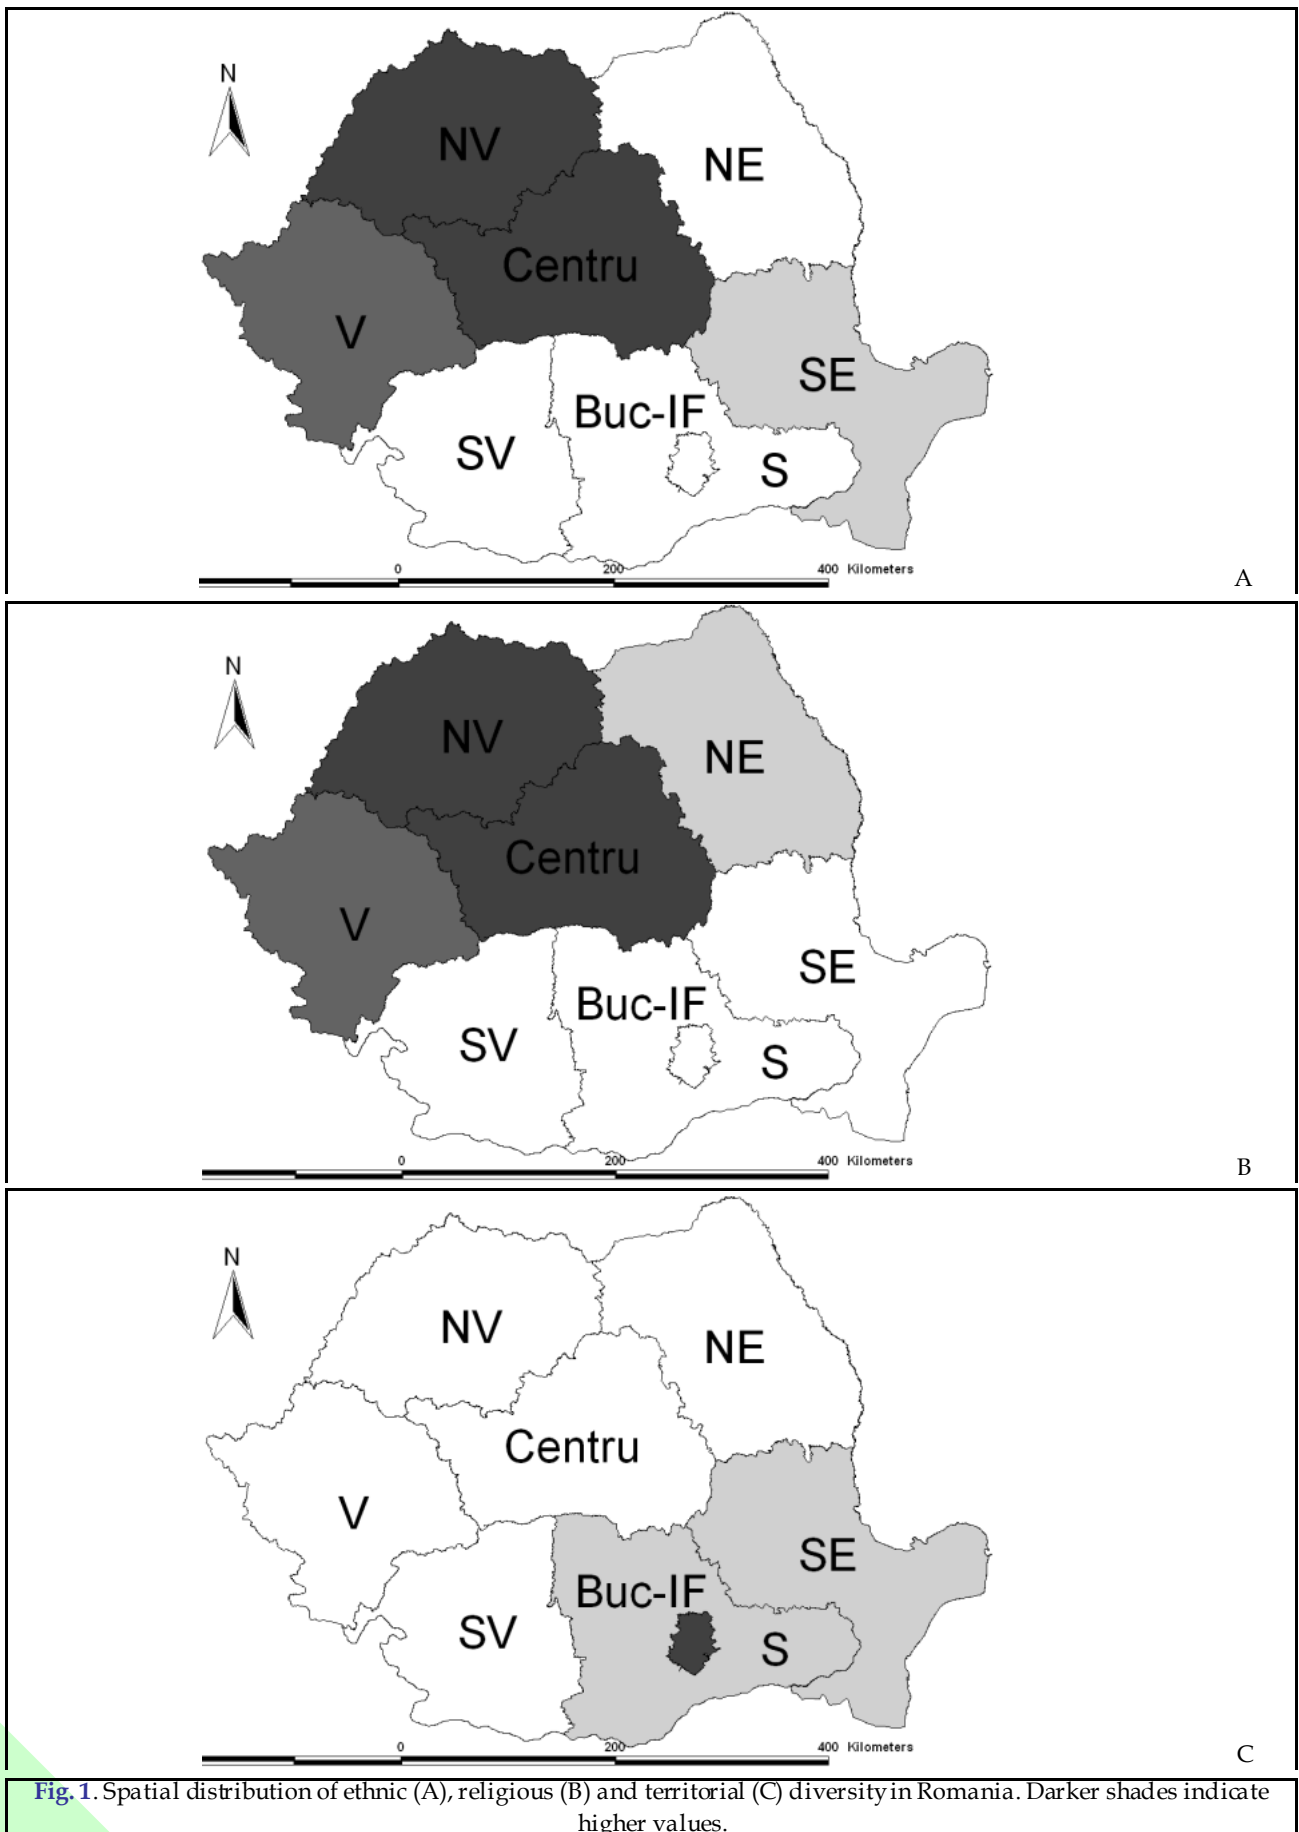 N
NV
NE
Centru
V
SE
Buc-IF
SV
S
0 200 400 Kilometers
A
N
NV
NE
Centru
V
SE
Buc-IF
SV
S
0 200 400 Kilometers
B
N
NV
NE
Centru
V
SE
Buc-IF
SV
S
0 200 400 Kilometers
C
Fig. 1. Spatial distribution of ethnic (A), religious (B) and territorial (C) diversity in Romania. Darker shades indicate
higher values.